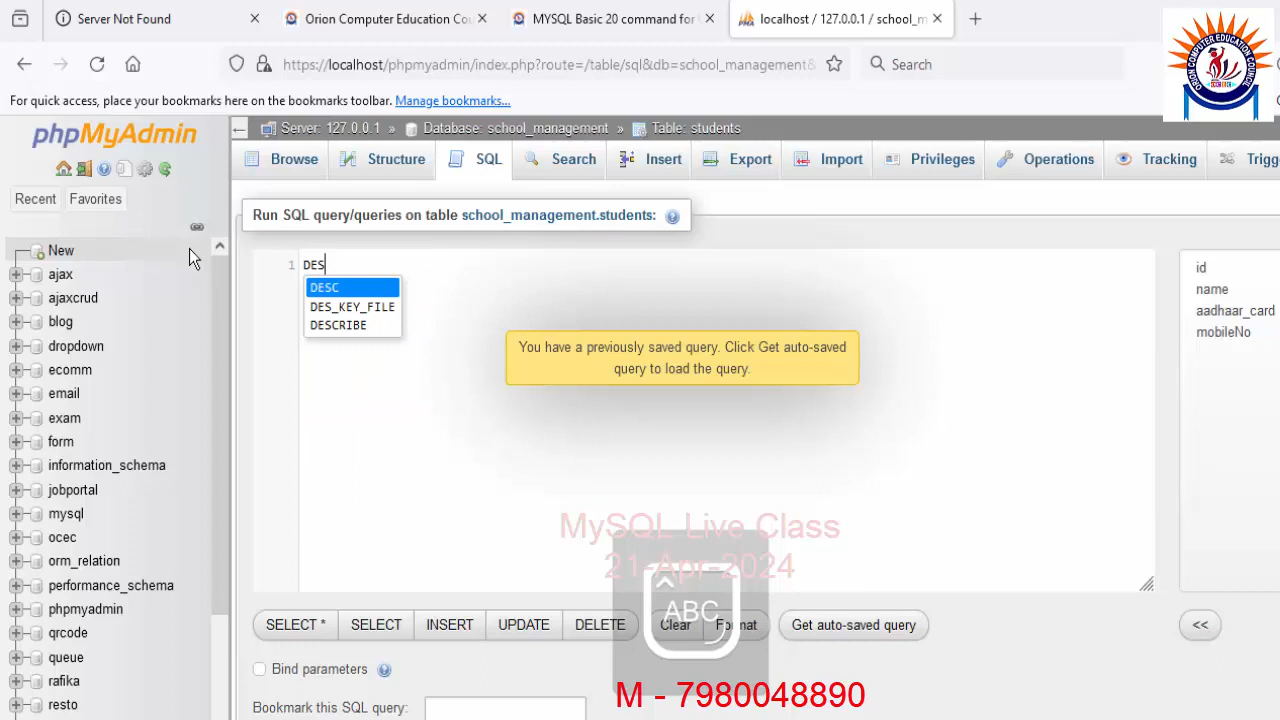 Server Not Found
Orion Computer Education Cou
MYSQL Basic 20 command for
localhost / 127.0.0.1 / school_m
https://localhost/phpmyadmin/index.php?route=/table/sql&db=school_management&
Search
For quick access, place your bookmarks here on the bookmarks toolbar. Manage bookmarks...
ORION COMPUTER EDUCATION COUNCIL
phpMyAdmin
Server: 127.0.0.1 » Database: school_management » Table: students
Browse Structure SQL Search Insert Export Import Privileges Operations Tracking Trigg
Recent Favorites
Run SQL query/queries on table school_management.students:
New
ajax
ajaxcrud
blog
dropdown
ecomm
email
exam
form
information_schema
jobportal
mysql
ocec
orm_relation
performance_schema
phpmyadmin
qrcode
queue
rafika
resto
1 DES
DESC
DES_KEY_FILE
DESCRIBE
You have a previously saved query. Click Get auto-saved
query to load the query.
id
name
aadhaar_card
mobileNo
MySQL Live Class
21-Apr-2024
ABC
SELECT * SELECT INSERT UPDATE DELETE Clear Format Get auto-saved query <<
Bind parameters
Bookmark this SQL query:
M - 7980048890